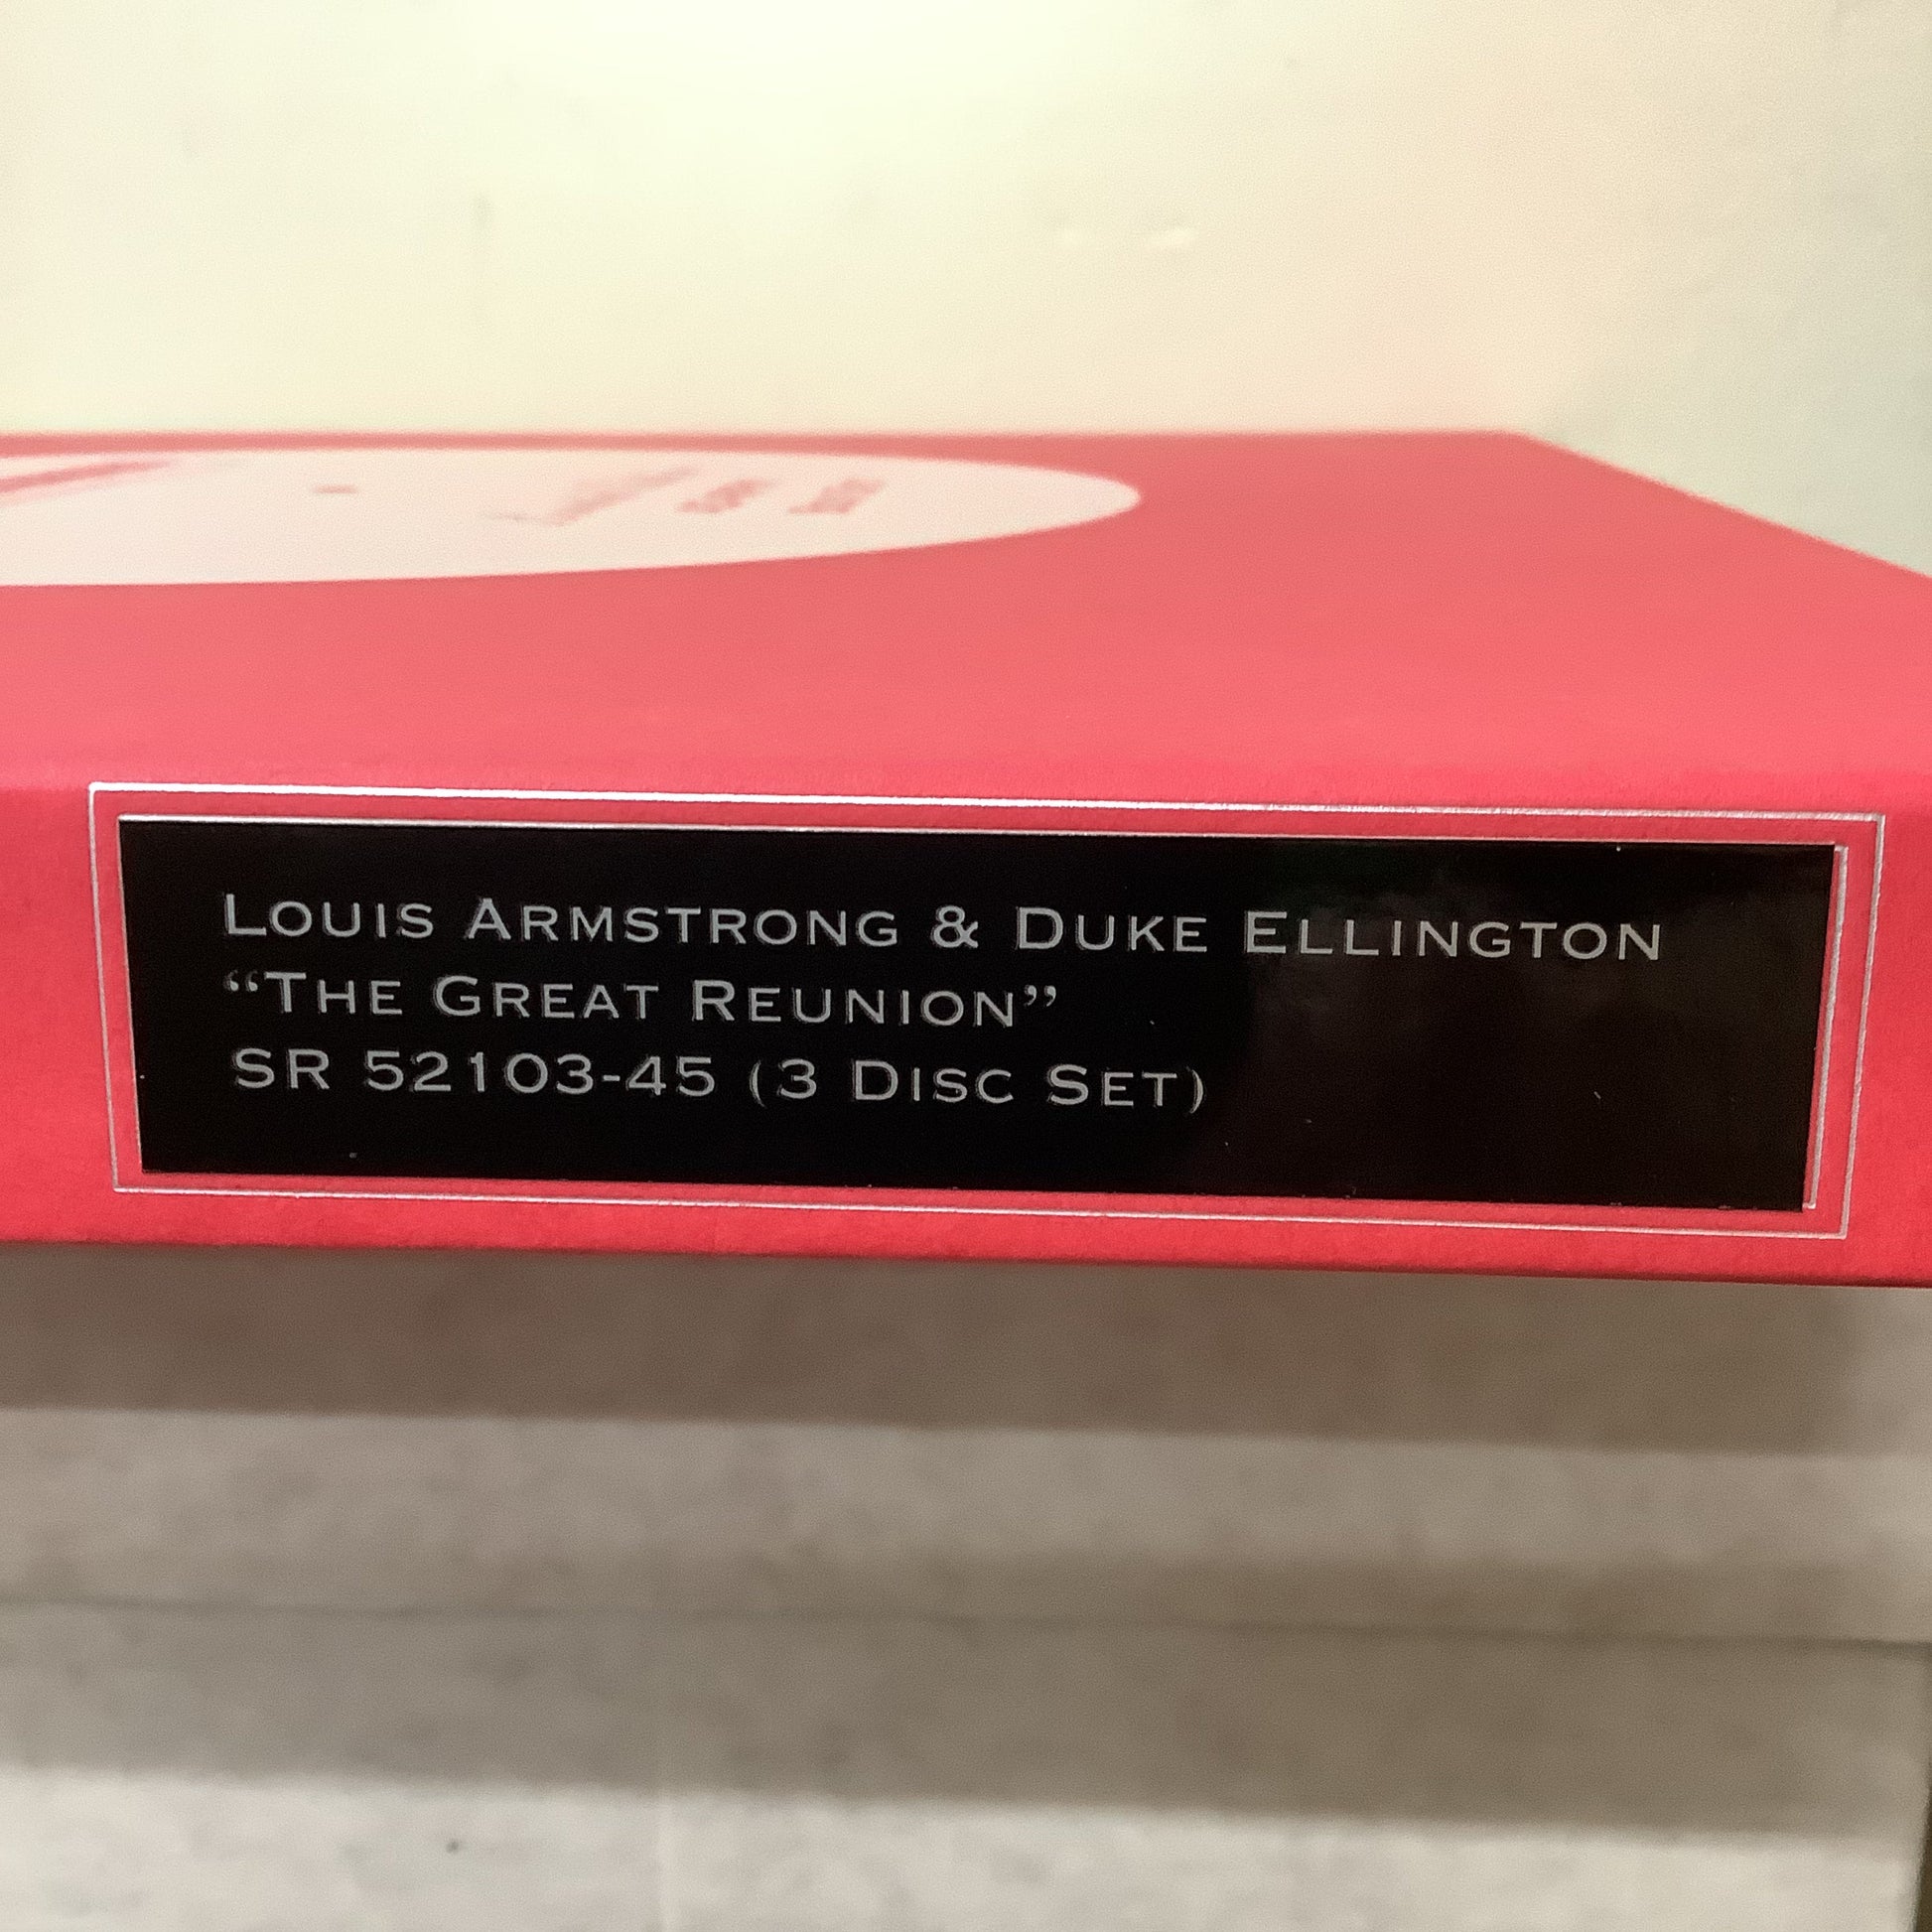 Louis Armstrong & Duke Ellington
“The Great Reunion”
SR 52103-45 (3 Disc Set)